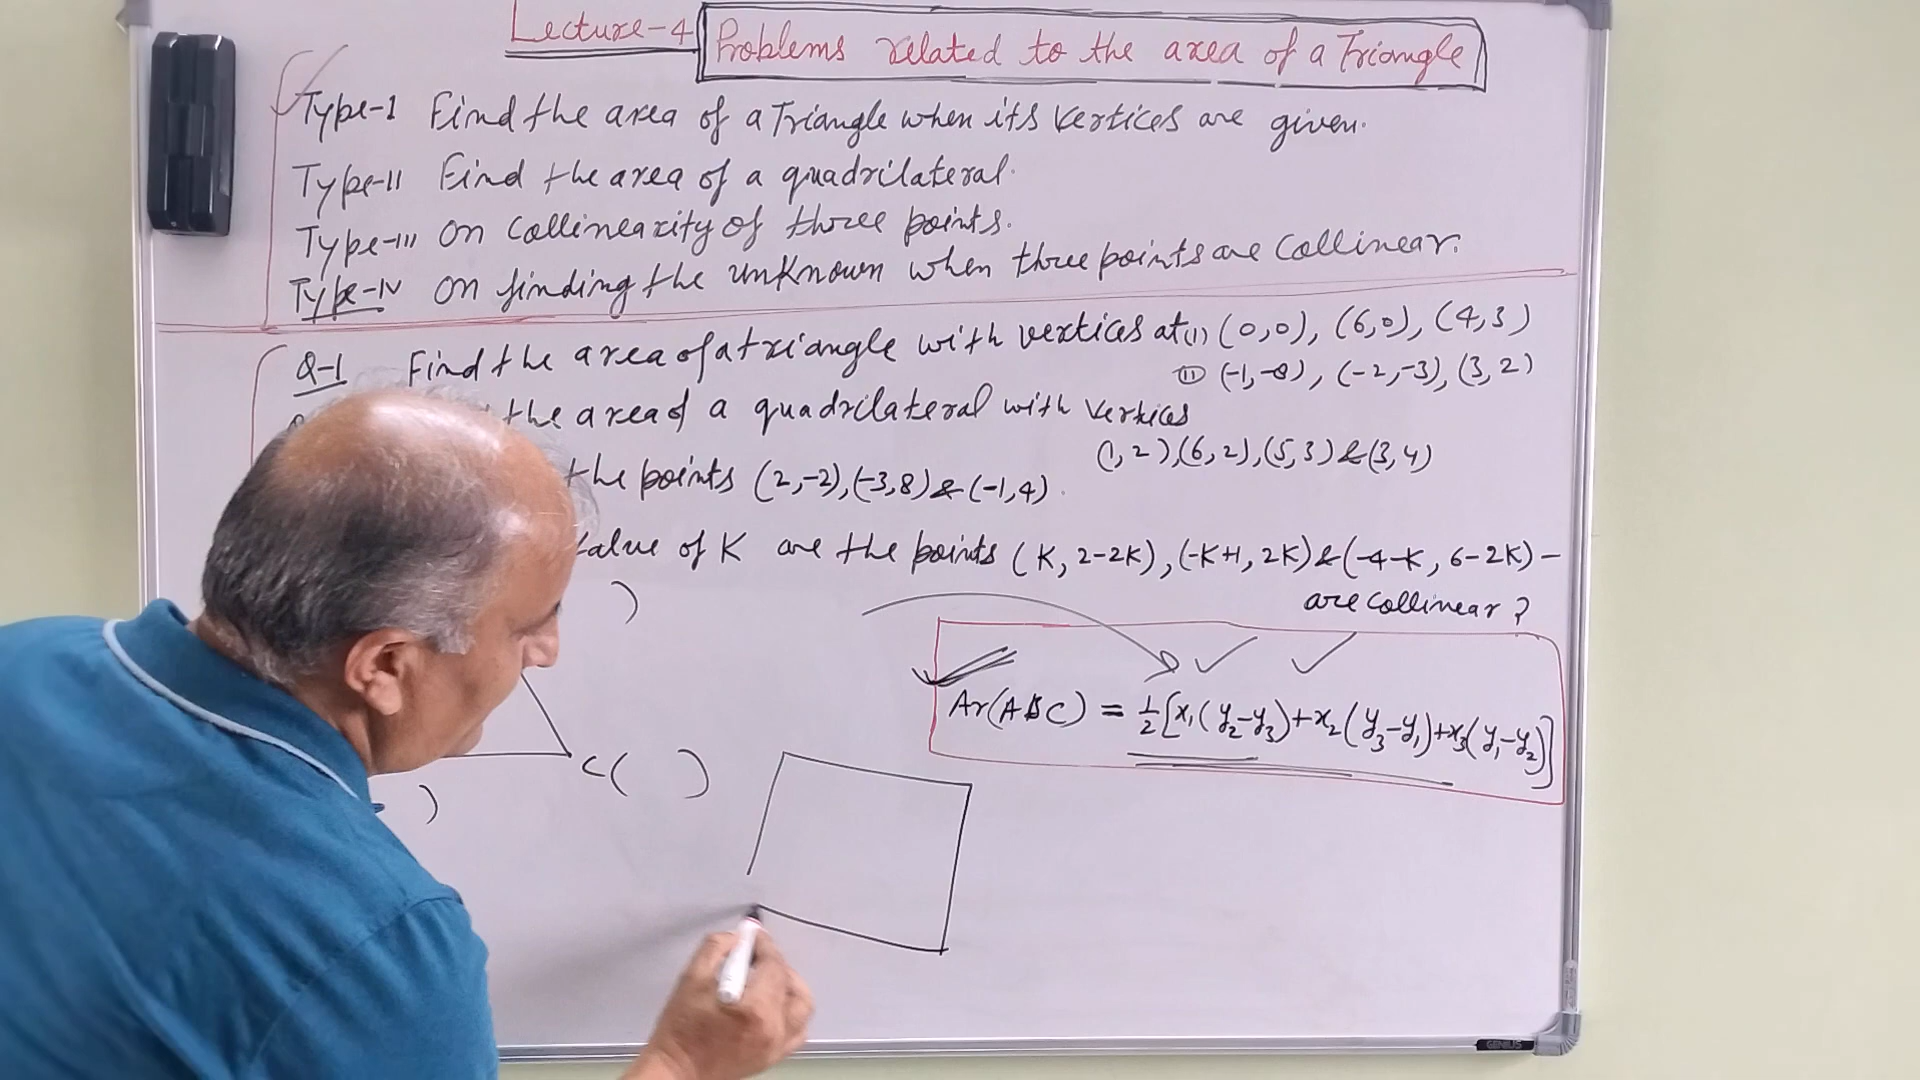 Lecture-4 Problems related to the area of a Triangle
Type-I Find the area of a Triangle when its vertices are given.
Type-II Find the area of a quadrilateral.
Type-III On Collinearity of three points.
Type-IV On finding the unknown when three points are Collinear.
Q-1 Find the area of a triangle with vertices at (i) (0,0), (6,0), (4,3)
(ii) (-1,-8), (-2,-3), (3,2)
the area of a quadrilateral with vertices
(1,2),(6,2),(5,3) & (3,4)
the points (2,-2),(-3,8) & (-1,4).
value of K are the points (K, 2-2K), (-K+1, 2K) & (-4-K, 6-2K) -
are collinear?
)
Ar(ABC) = 1/2[x₁(y₂-y₃)+x₂(y₃-y₁)+x₃(y₁-y₂)]
C( )
)
GENIUS